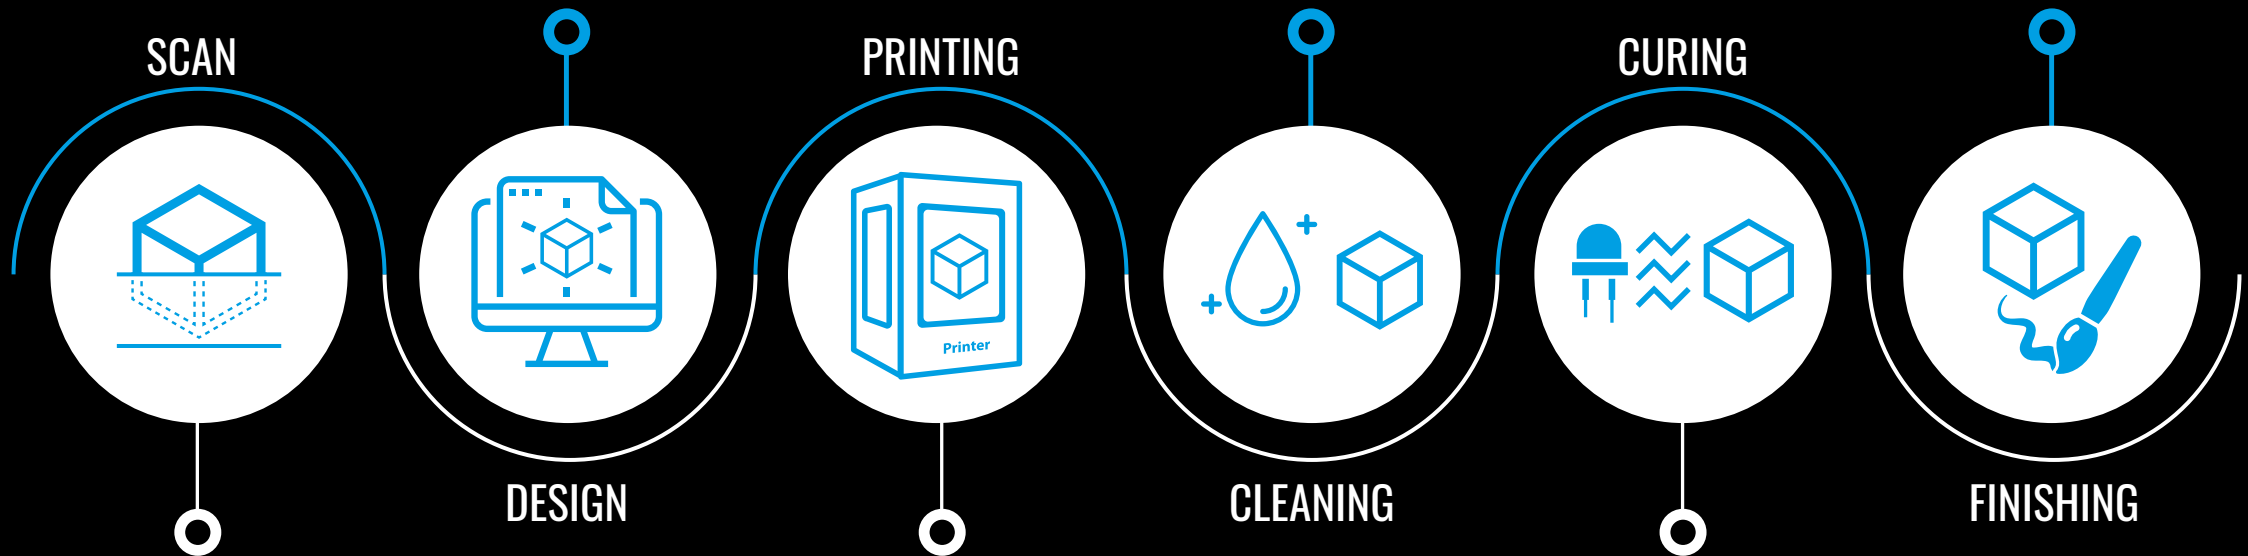 SCAN
DESIGN
PRINTING
Printer
CLEANING
CURING
FINISHING